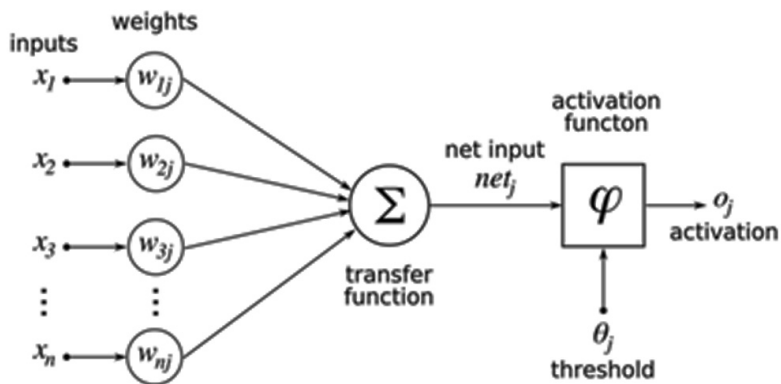 weights
inputs
x1 w1j
activation
functon
x2 w2j
net input
netj
Σ φ oj
activation
x3 w3j
transfer
function
⋮ ⋮
θj
xn wnj
threshold